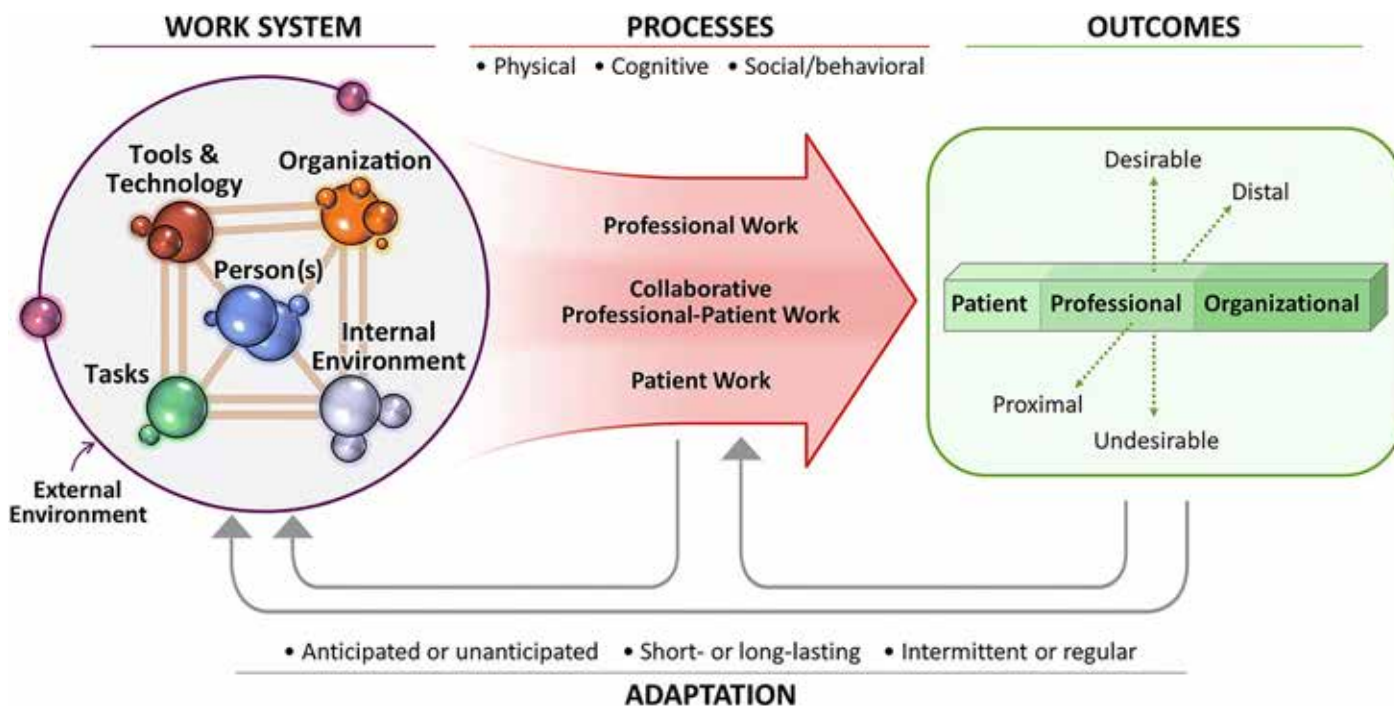 WORK SYSTEM
PROCESSES
OUTCOMES
• Physical • Cognitive • Social/behavioral
Tools &
Technology
Organization
Person(s)
Internal
Environment
Tasks
External
Environment
Professional Work
Collaborative
Professional-Patient Work
Patient Work
Desirable
Distal
Patient
Professional
Organizational
Proximal
Undesirable
• Anticipated or unanticipated • Short- or long-lasting • Intermittent or regular
ADAPTATION